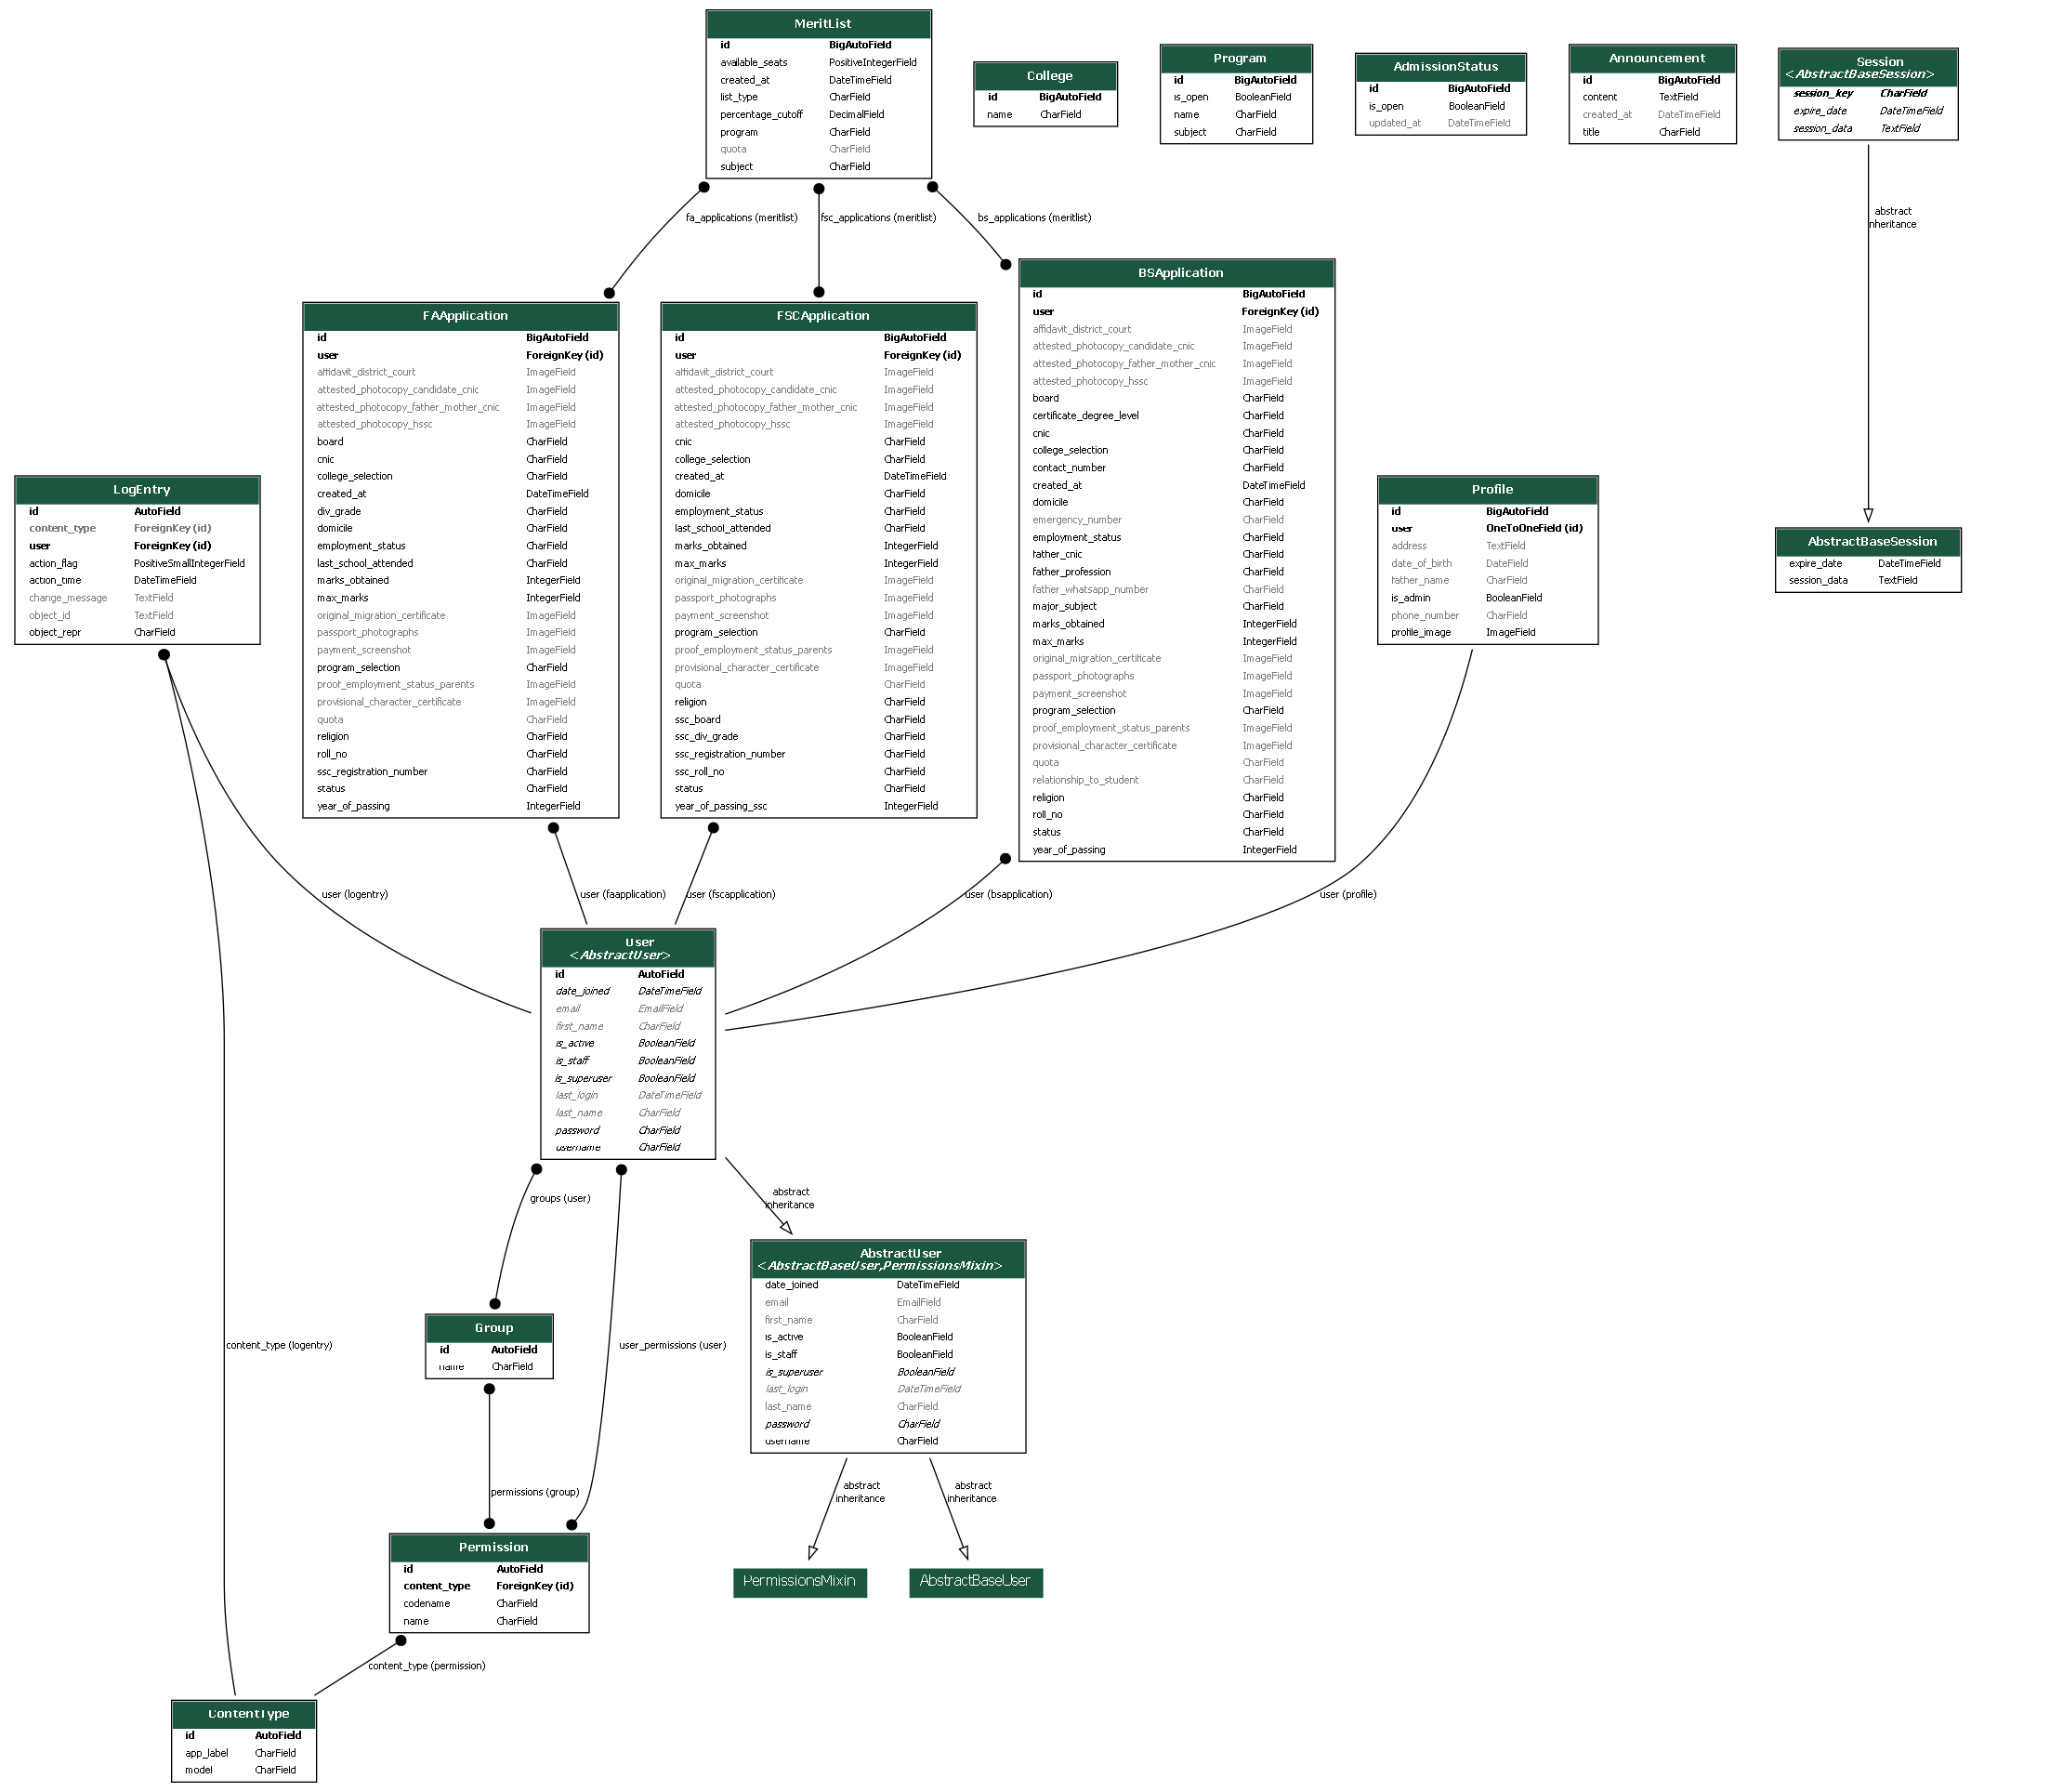 MeritList
id BigAutoField
available_seats PositiveIntegerField
created_at DateTimeField
list_type CharField
percentage_cutoff DecimalField
program CharField
quota CharField
subject CharField
College
id BigAutoField
name CharField
Program
id BigAutoField
is_open BooleanField
name CharField
subject CharField
AdmissionStatus
id BigAutoField
is_open BooleanField
updated_at DateTimeField
Announcement
id BigAutoField
content TextField
created_at DateTimeField
title CharField
Session
<AbstractBaseSession>
session_key CharField
expire_date DateTimeField
session_data TextField
fa_applications (meritlist)
fsc_applications (meritlist)
bs_applications (meritlist)
abstract
inheritance
FAApplication
id BigAutoField
user ForeignKey (id)
affidavit_district_court ImageField
attested_photocopy_candidate_cnic ImageField
attested_photocopy_father_mother_cnic ImageField
attested_photocopy_hssc ImageField
board CharField
cnic CharField
college_selection CharField
created_at DateTimeField
div_grade CharField
domicile CharField
employment_status CharField
last_school_attended CharField
marks_obtained IntegerField
max_marks IntegerField
original_migration_certificate ImageField
passport_photographs ImageField
payment_screenshot ImageField
program_selection CharField
proof_employment_status_parents ImageField
provisional_character_certificate ImageField
quota CharField
religion CharField
roll_no CharField
ssc_registration_number CharField
status CharField
year_of_passing IntegerField
FSCApplication
id BigAutoField
user ForeignKey (id)
affidavit_district_court ImageField
attested_photocopy_candidate_cnic ImageField
attested_photocopy_father_mother_cnic ImageField
attested_photocopy_hssc ImageField
cnic CharField
college_selection CharField
created_at DateTimeField
domicile CharField
employment_status CharField
last_school_attended CharField
marks_obtained IntegerField
max_marks IntegerField
original_migration_certificate ImageField
passport_photographs ImageField
payment_screenshot ImageField
program_selection CharField
proof_employment_status_parents ImageField
provisional_character_certificate ImageField
quota CharField
religion CharField
ssc_board CharField
ssc_div_grade CharField
ssc_registration_number CharField
ssc_roll_no CharField
status CharField
year_of_passing_ssc IntegerField
BSApplication
id BigAutoField
user ForeignKey (id)
affidavit_district_court ImageField
attested_photocopy_candidate_cnic ImageField
attested_photocopy_father_mother_cnic ImageField
attested_photocopy_hssc ImageField
board CharField
certificate_degree_level CharField
cnic CharField
college_selection CharField
contact_number CharField
created_at DateTimeField
domicile CharField
emergency_number CharField
employment_status CharField
father_cnic CharField
father_profession CharField
father_whatsapp_number CharField
major_subject CharField
marks_obtained IntegerField
max_marks IntegerField
original_migration_certificate ImageField
passport_photographs ImageField
payment_screenshot ImageField
program_selection CharField
proof_employment_status_parents ImageField
provisional_character_certificate ImageField
quota CharField
relationship_to_student CharField
religion CharField
roll_no CharField
status CharField
year_of_passing IntegerField
LogEntry
id AutoField
content_type ForeignKey (id)
user ForeignKey (id)
action_flag PositiveSmallIntegerField
action_time DateTimeField
change_message TextField
object_id TextField
object_repr CharField
Profile
id BigAutoField
user OneToOneField (id)
address TextField
date_of_birth DateField
father_name CharField
is_admin BooleanField
phone_number CharField
profile_image ImageField
AbstractBaseSession
expire_date DateTimeField
session_data TextField
user (logentry)
user (faapplication)
user (fscapplication)
user (bsapplication)
user (profile)
User
<AbstractUser>
id AutoField
date_joined DateTimeField
email EmailField
first_name CharField
is_active BooleanField
is_staff BooleanField
is_superuser BooleanField
last_login DateTimeField
last_name CharField
password CharField
username CharField
groups (user)
abstract
inheritance
AbstractUser
<AbstractBaseUser,PermissionsMixin>
date_joined DateTimeField
email EmailField
first_name CharField
is_active BooleanField
is_staff BooleanField
is_superuser BooleanField
last_login DateTimeField
last_name CharField
password CharField
username CharField
Group
id AutoField
name CharField
content_type (logentry)
user_permissions (user)
permissions (group)
abstract
inheritance
abstract
inheritance
Permission
id AutoField
content_type ForeignKey (id)
codename CharField
name CharField
PermissionsMixin
AbstractBaseUser
content_type (permission)
ContentType
id AutoField
app_label CharField
model CharField